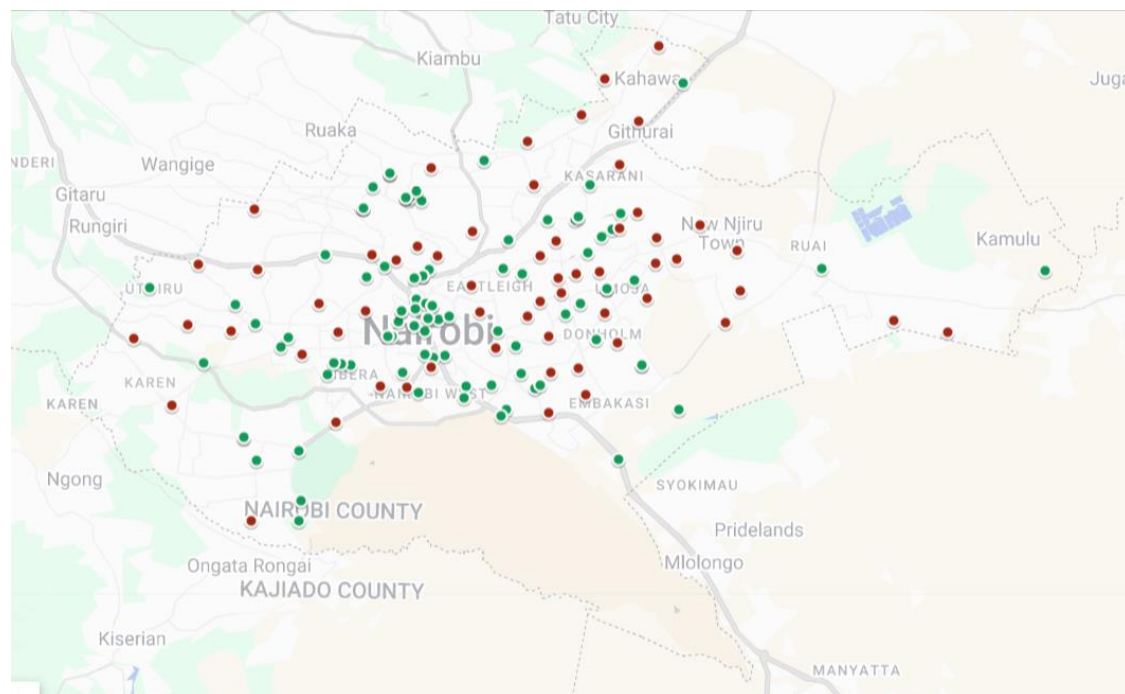 Tatu City
Kiambu
Kahawa
Juga
Ruaka
Githurai
NDERI
Wangige
KASARANI
Gitaru
Rungiri
New Njiru
Town
RUAI
Kamulu
UTHIRU
EASTLEIGH
UMOJA
Nairobi
DONHOLM
KAREN
KIBERA
NAIROBI WEST
KAREN
EMBAKASI
Ngong
SYOKIMAU
NAIROBI COUNTY
Pridelands
Ongata Rongai
Mlolongo
KAJIADO COUNTY
Kiserian
MANYATTA